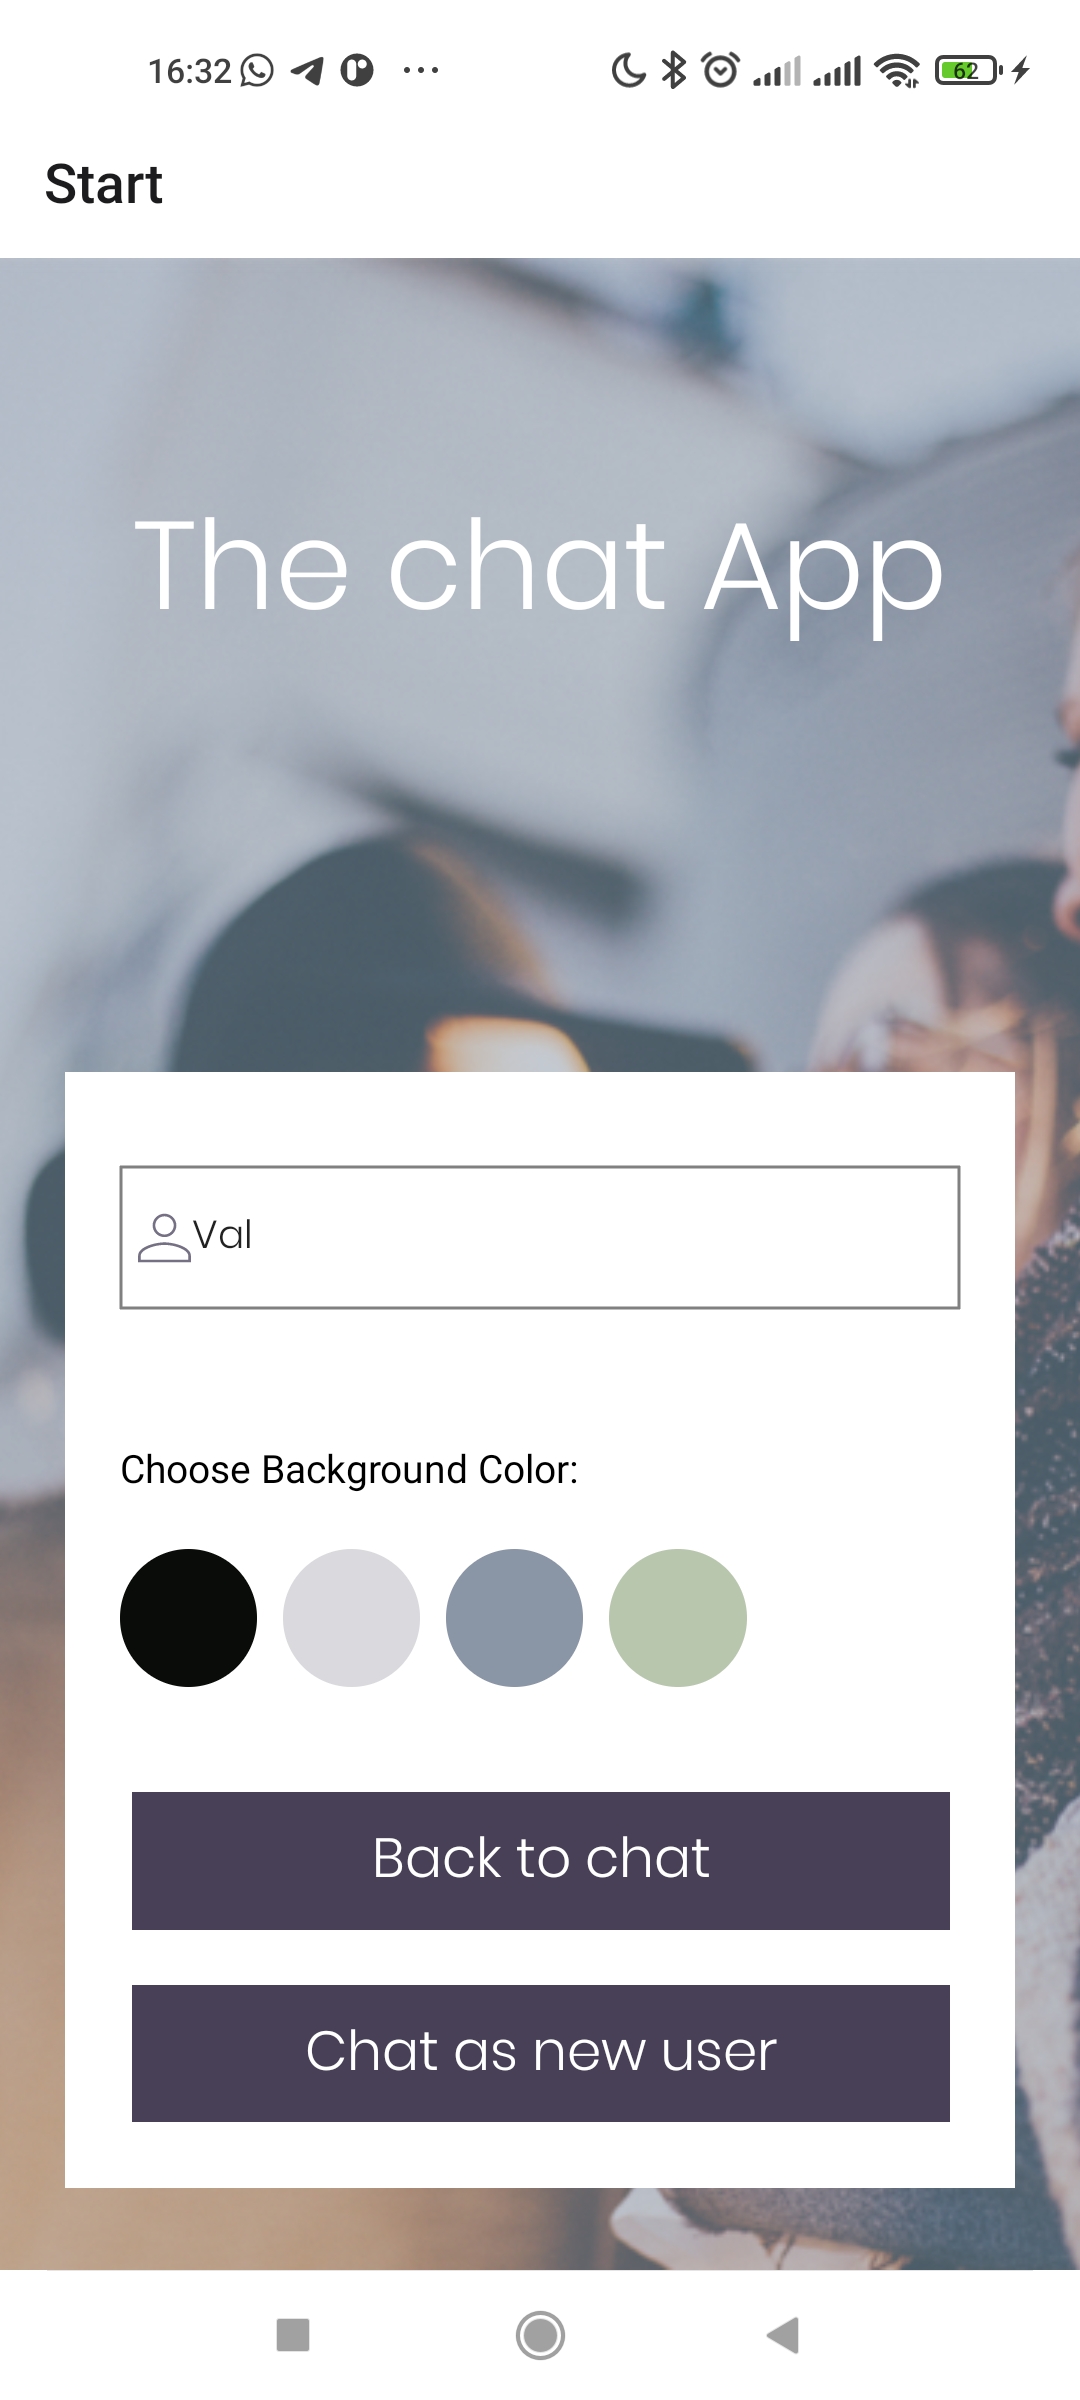 16:32
62
Start
The chat App
Val
Choose Background Color:
Back to chat
Chat as new user